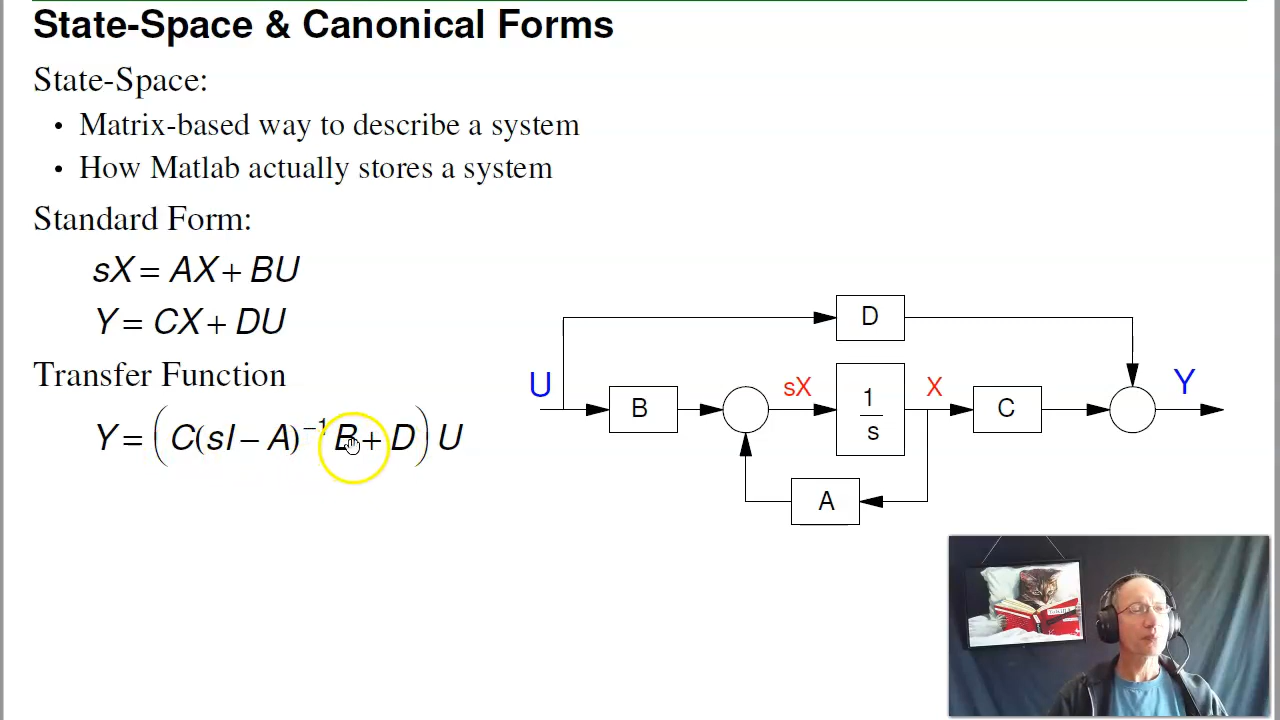 State-Space & Canonical Forms
State-Space:
• Matrix-based way to describe a system
• How Matlab actually stores a system
Standard Form:
sX = AX + BU
Y = CX + DU
Transfer Function
Y = (C(sI − A)⁻¹ B + D) U
D
U
B
sX
1
s
X
C
Y
A